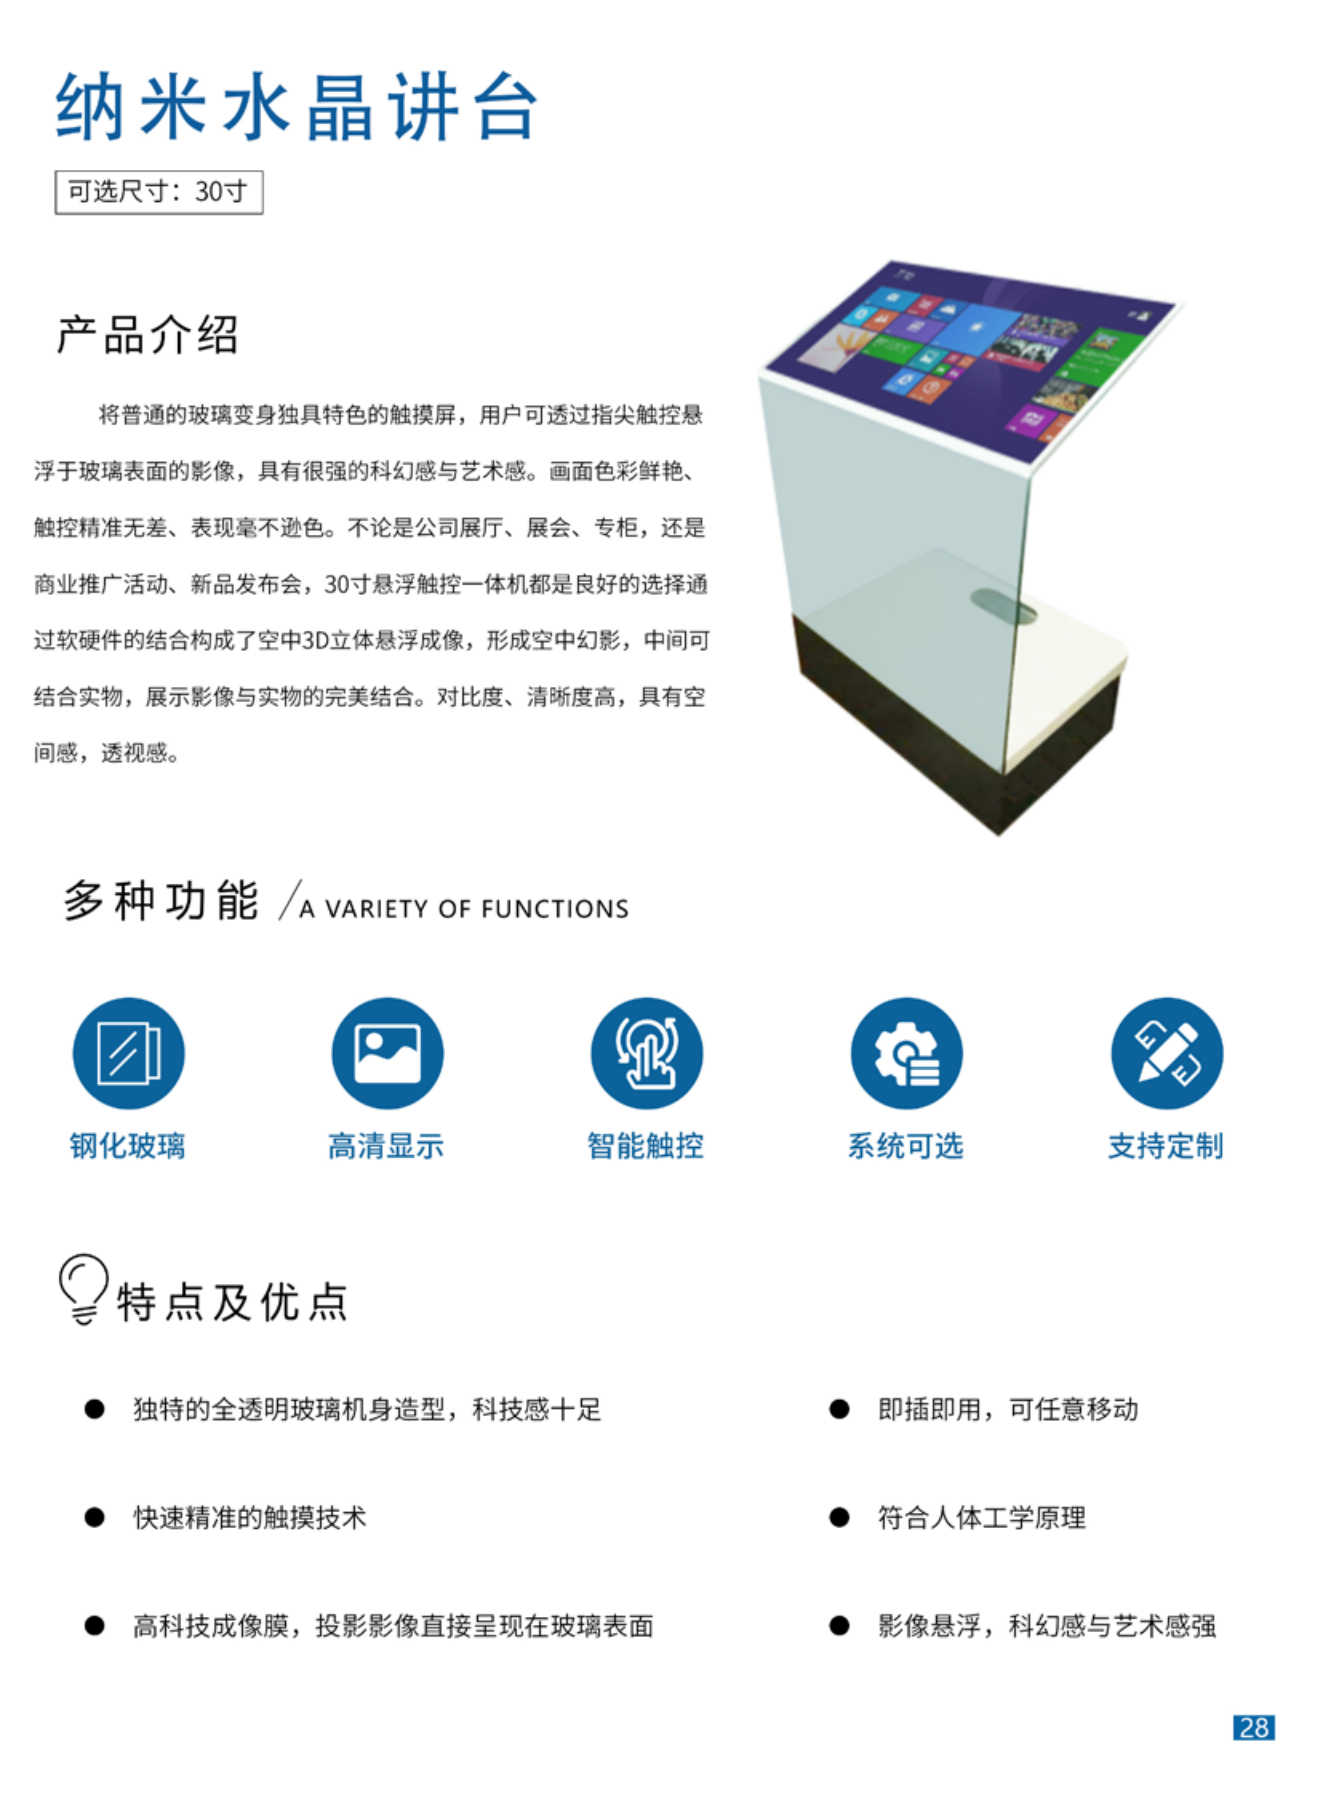 纳米水晶讲台
可选尺寸：30寸
产品介绍
将普通的玻璃变身独具特色的触摸屏，用户可透过指尖触控悬
浮于玻璃表面的影像，具有很强的科幻感与艺术感。画面色彩鲜艳、
触控精准无差、表现毫不逊色。不论是公司展厅、展会、专柜，还是
商业推广活动、新品发布会，30寸悬浮触控一体机都是良好的选择通
过软硬件的结合构成了空中3D立体悬浮成像，形成空中幻影，中间可
结合实物，展示影像与实物的完美结合。对比度、清晰度高，具有空
间感，透视感。
多种功能 / A VARIETY OF FUNCTIONS
钢化玻璃
高清显示
智能触控
系统可选
支持定制
特点及优点
● 独特的全透明玻璃机身造型，科技感十足
● 即插即用，可任意移动
● 快速精准的触摸技术
● 符合人体工学原理
● 高科技成像膜，投影影像直接呈现在玻璃表面
● 影像悬浮，科幻感与艺术感强
28